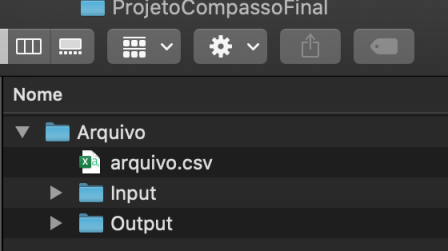 ProjetoCompassoFinal
Nome
Arquivo
arquivo.csv
Input
Output